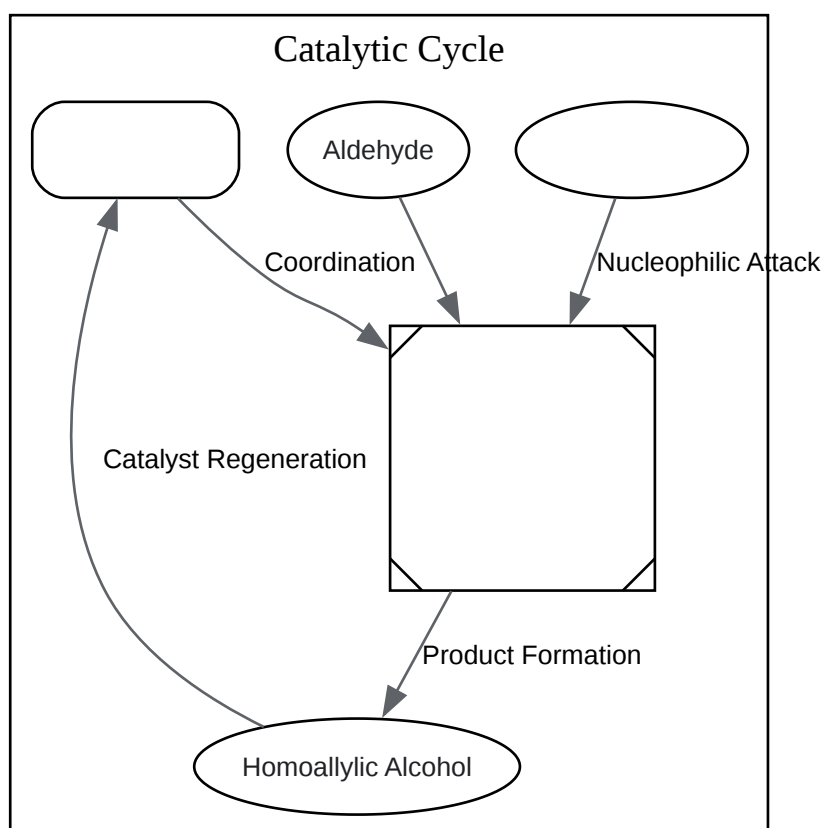 Catalytic Cycle
Aldehyde
Coordination
Nucleophilic Attack
Catalyst Regeneration
Product Formation
Homoallylic Alcohol